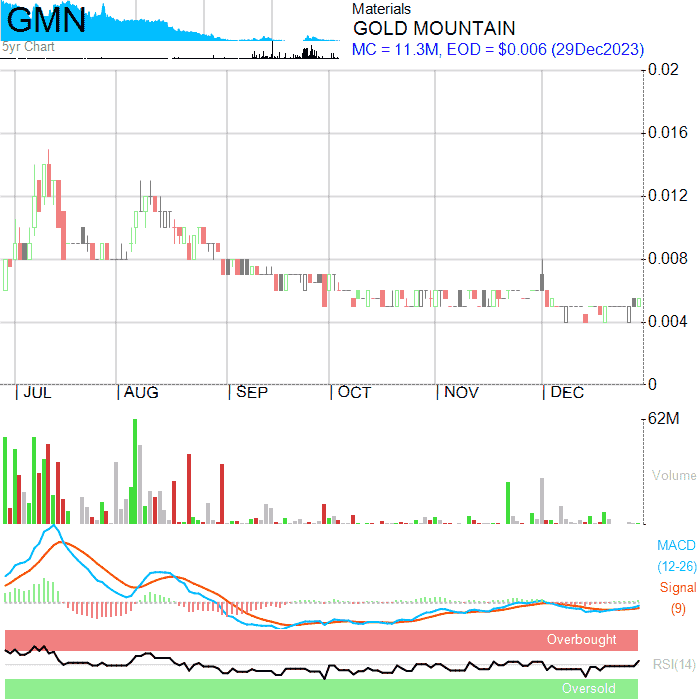 GMN
5yr Chart
Materials
GOLD MOUNTAIN
MC = 11.3M, EOD = $0.006 (29Dec2023)
0.02
0.016
0.012
0.008
0.004
0
JUL AUG SEP OCT NOV DEC
62M
Volume
MACD
(12-26)
Signal
(9)
Overbought
RSI(14)
Oversold